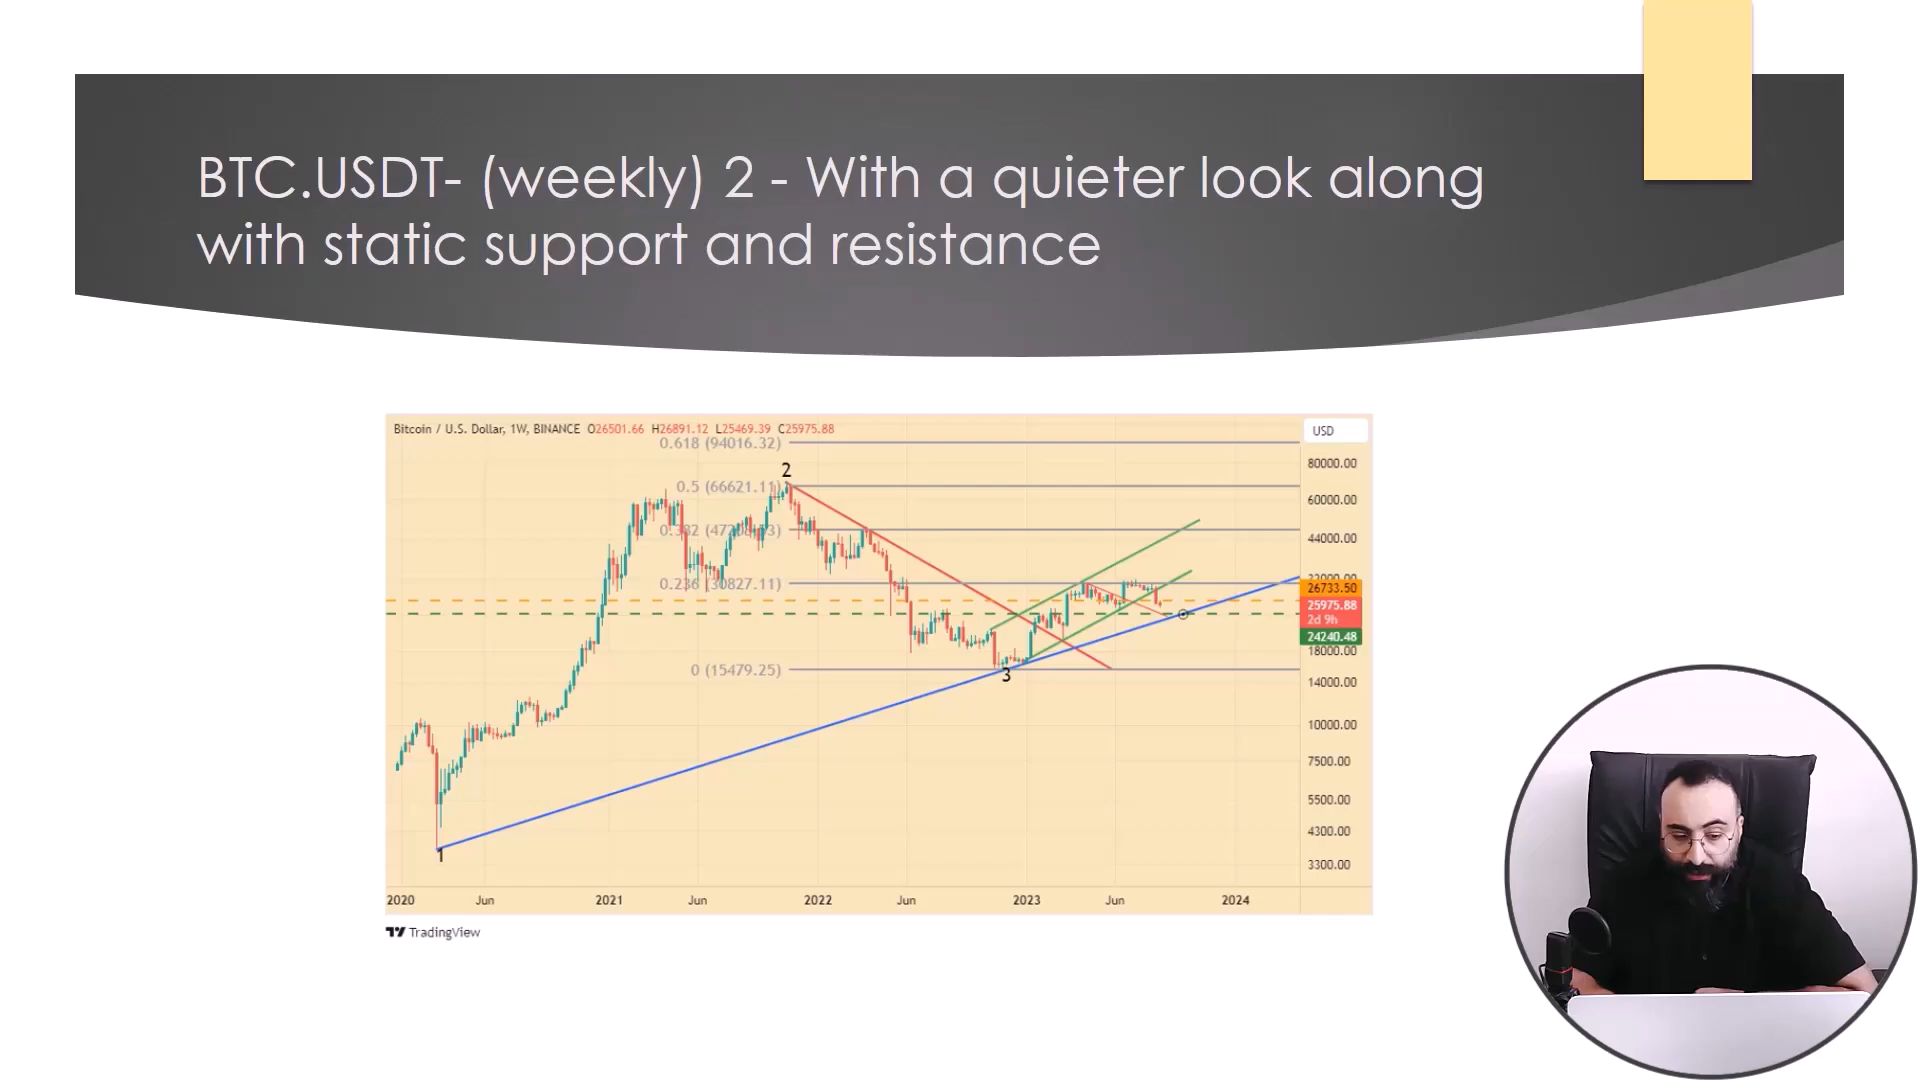 BTC.USDT- (weekly) 2 - With a quieter look along
with static support and resistance
Bitcoin / U.S. Dollar, 1W, BINANCE O26501.66 H26891.12 L25469.39 C25975.88
USD
0.618 (94016.32)
80000.00
2
0.5 (66621.11)
60000.00
44000.00
0.236 (30827.11)
26733.50
25975.88
2d 9h
24240.48
18000.00
0 (15479.25)
3
14000.00
10000.00
7500.00
5500.00
4300.00
1
3300.00
2020 Jun 2021 Jun 2022 Jun 2023 Jun 2024
TradingView